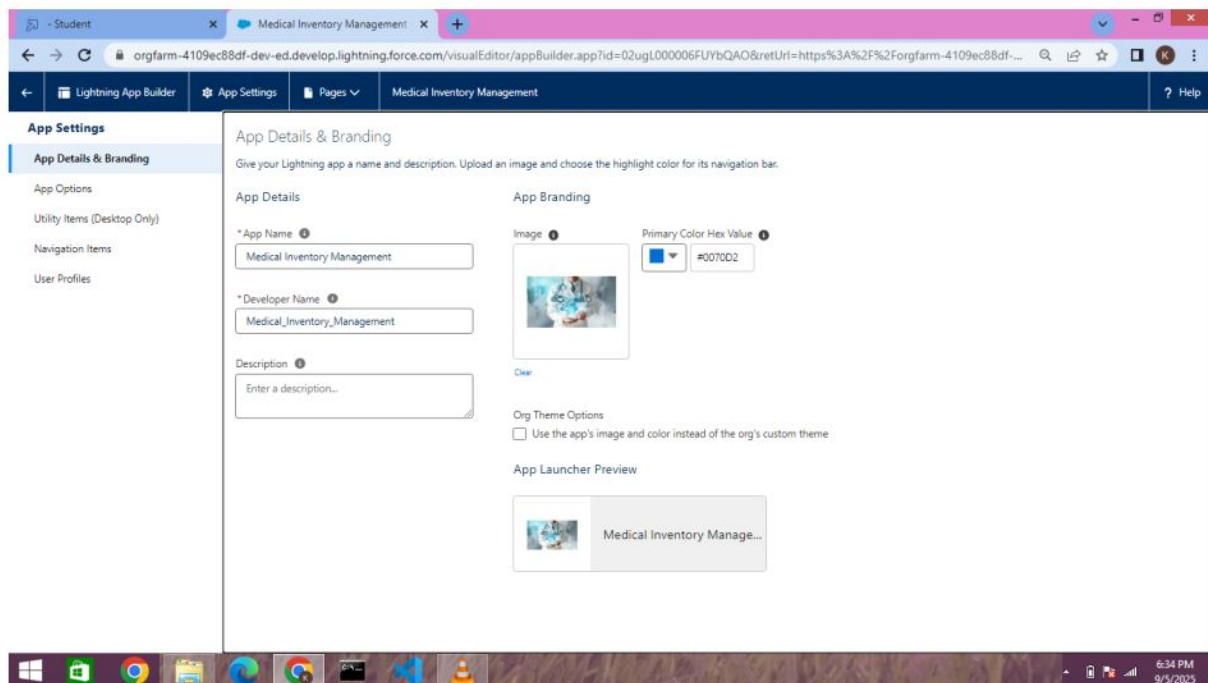 - Student
Medical Inventory Management
orgfarm-4109ec88df-dev-ed.develop.lightning.force.com/visualEditor/appBuilder.app?id=02ugL000006FUYbQAO&retUrl=https%3A%2F%2Forgfarm-4109ec88df-...
K
Lightning App Builder
App Settings
Pages
Medical Inventory Management
? Help
App Settings
App Details & Branding
App Options
Utility Items (Desktop Only)
Navigation Items
User Profiles
App Details & Branding
Give your Lightning app a name and description. Upload an image and choose the highlight color for its navigation bar.
App Details
*App Name
Medical Inventory Management
*Developer Name
Medical_Inventory_Management
Description
Enter a description...
App Branding
Image
Primary Color Hex Value
#0070D2
Clear
Org Theme Options
Use the app's image and color instead of the org's custom theme
App Launcher Preview
Medical Inventory Manage...
6:34 PM
9/5/2025